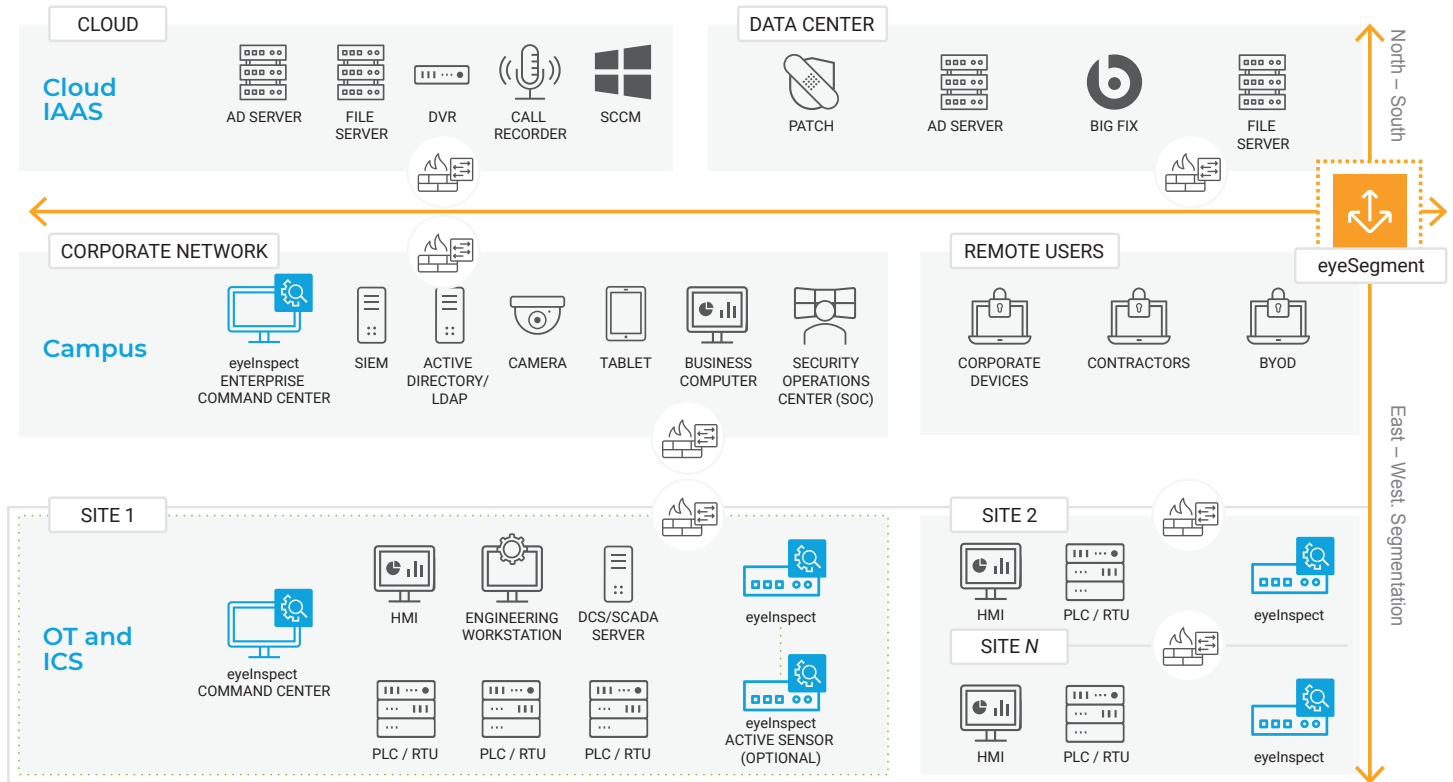 CLOUD
Cloud
IAAS
AD SERVER
FILE
SERVER
DVR
CALL
RECORDER
SCCM
DATA CENTER
PATCH
AD SERVER
BIG FIX
FILE
SERVER
North – South
eyeSegment
CORPORATE NETWORK
Campus
eyeInspect
ENTERPRISE
COMMAND CENTER
SIEM
ACTIVE
DIRECTORY/
LDAP
CAMERA
TABLET
BUSINESS
COMPUTER
SECURITY
OPERATIONS
CENTER (SOC)
REMOTE USERS
CORPORATE
DEVICES
CONTRACTORS
BYOD
East – West. Segmentation
SITE 1
OT and
ICS
eyeInspect
COMMAND CENTER
HMI
ENGINEERING
WORKSTATION
DCS/SCADA
SERVER
eyeInspect
PLC / RTU
PLC / RTU
PLC / RTU
eyeInspect
ACTIVE SENSOR
(OPTIONAL)
SITE 2
HMI
PLC / RTU
eyeInspect
SITE N
HMI
PLC / RTU
eyeInspect